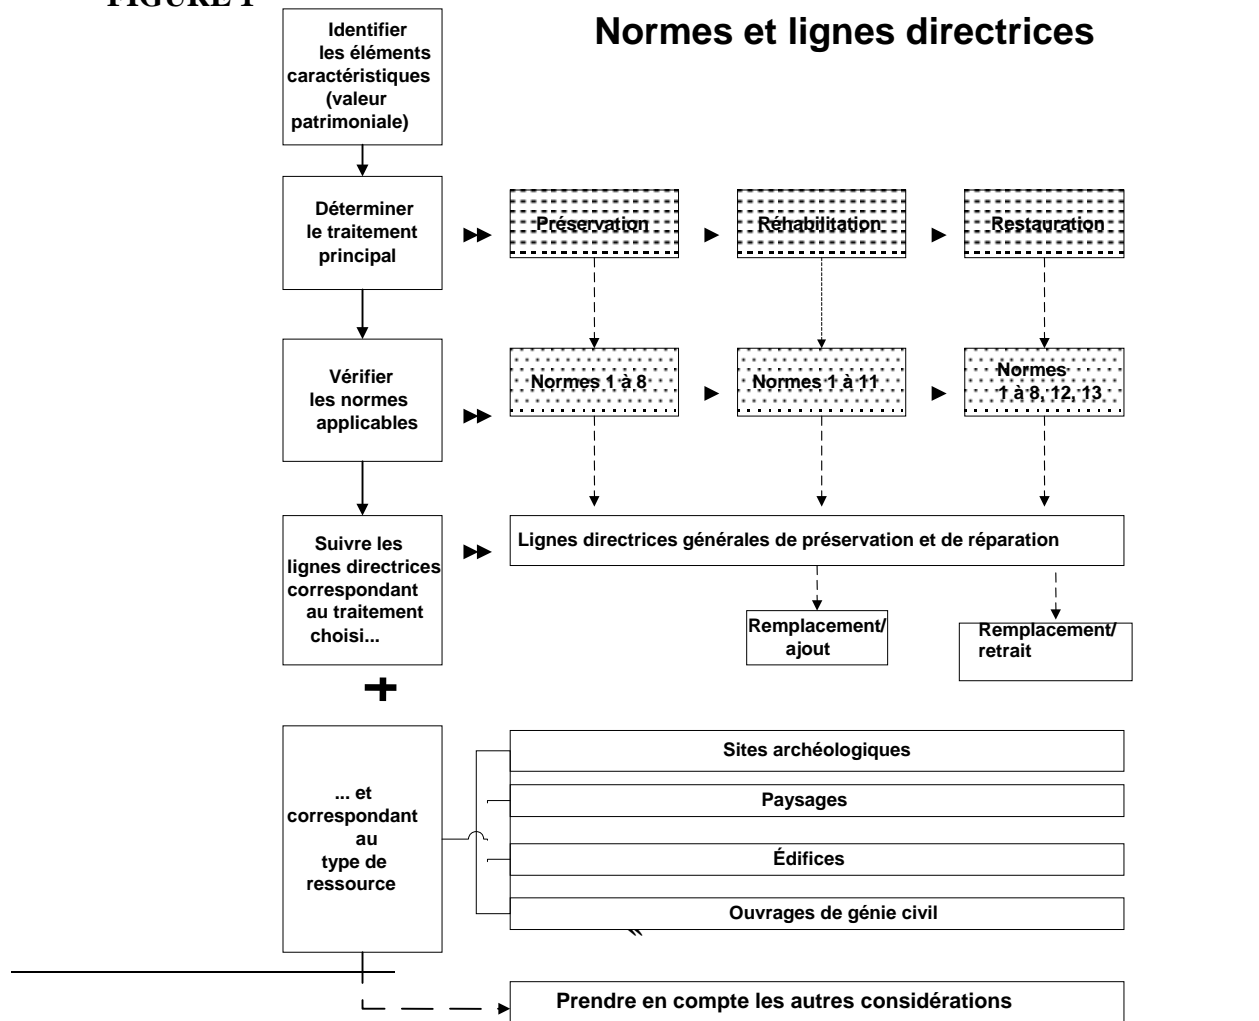 FIGURE 1
Normes et lignes directrices
Identifier
les éléments
caractéristiques
(valeur
patrimoniale)
Déterminer
le traitement
principal
Préservation
Réhabilitation
Restauration
Vérifier
les normes
applicables
Normes 1 à 8
Normes 1 à 11
Normes
1 à 8, 12, 13
Suivre les
lignes directrices
correspondant
au traitement
choisi...
Lignes directrices générales de préservation et de réparation
Remplacement/
ajout
Remplacement/
retrait
+
... et
correspondant
au
type de
ressource
Sites archéologiques
Paysages
Édifices
Ouvrages de génie civil
Prendre en compte les autres considérations